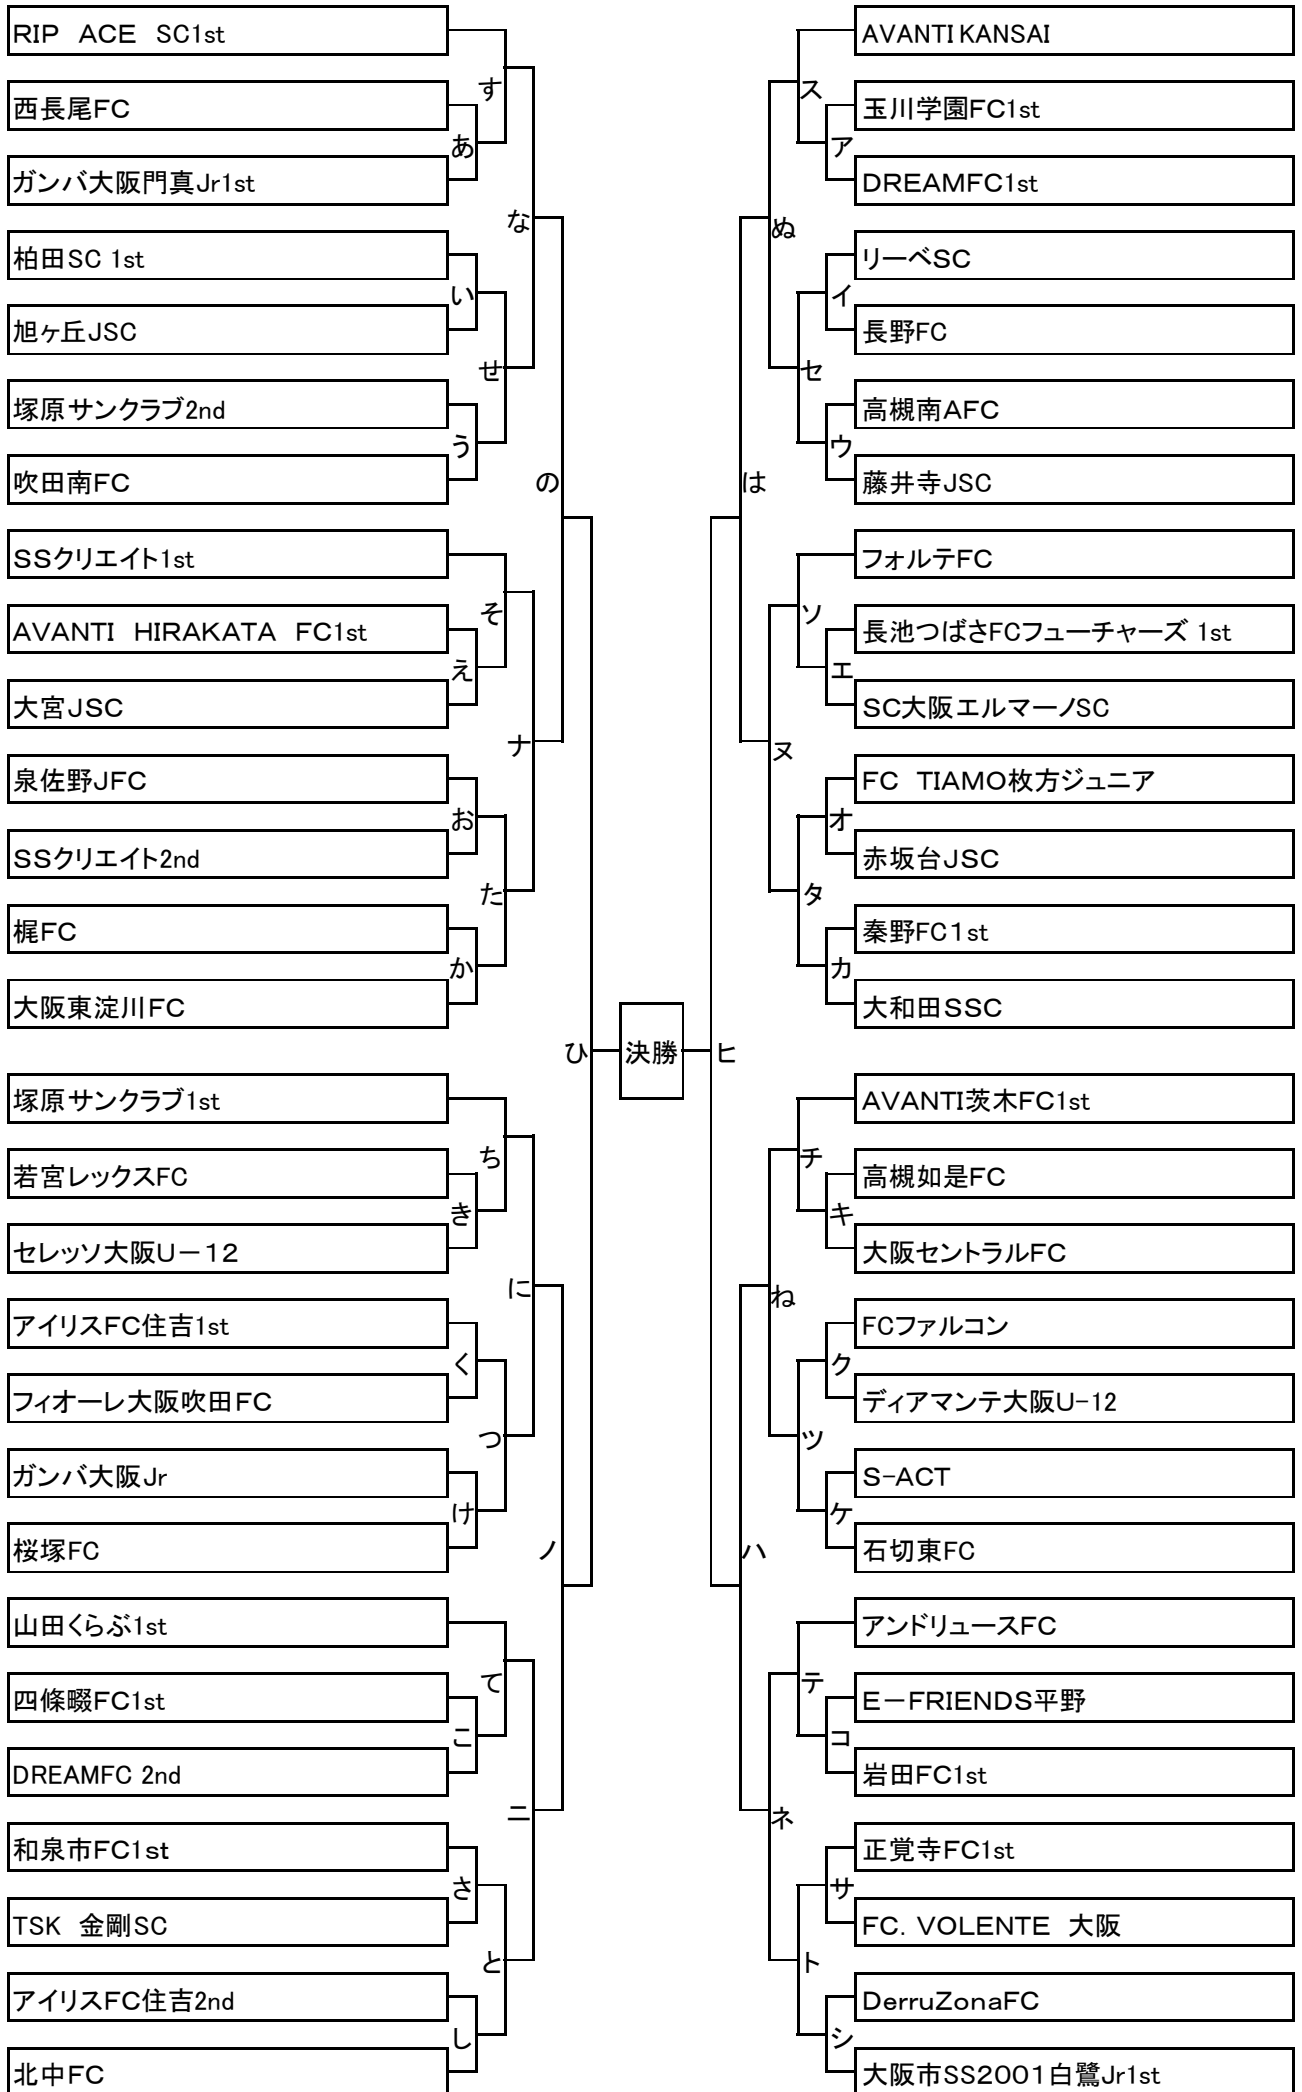 RIP　ACE　SC1st
す
西長尾FC
あ
ガンバ大阪門真Jr1st
な
柏田SC 1st
い
旭ヶ丘JSC
せ
塚原サンクラブ2nd
う
吹田南FC
の
SSクリエイト1st
そ
AVANTI　HIRAKATA　FC1st
え
大宮JSC
ナ
泉佐野JFC
お
SSクリエイト2nd
た
梶FC
か
大阪東淀川FC
ひ
塚原サンクラブ1st
ち
若宮レックスFC
き
セレッソ大阪U－12
に
アイリスFC住吉1st
く
フィオーレ大阪吹田FC
つ
ガンバ大阪Jr
け
桜塚FC
ノ
山田くらぶ1st
て
四條畷FC1st
こ
DREAMFC 2nd
ニ
和泉市FC1st
さ
TSK　金剛SC
と
アイリスFC住吉2nd
し
北中FC
決勝
AVANTI KANSAI
ス
玉川学園FC1st
ア
DREAMFC1st
ぬ
リーベSC
イ
長野FC
セ
高槻南AFC
ウ
藤井寺JSC
は
フォルテFC
ソ
長池つばさFCフューチャーズ 1st
エ
SC大阪エルマーノSC
ヌ
FC　TIAMO枚方ジュニア
オ
赤坂台JSC
タ
秦野FC1st
カ
大和田SSC
ヒ
AVANTI茨木FC1st
チ
高槻如是FC
キ
大阪セントラルFC
ね
FCファルコン
ク
ディアマンテ大阪U-12
ツ
S-ACT
ケ
石切東FC
ハ
アンドリュースFC
テ
E－FRIENDS平野
コ
岩田FC1st
ネ
正覚寺FC1st
サ
FC．VOLENTE　大阪
ト
DerruZonaFC
シ
大阪市SS2001白鷺Jr1st